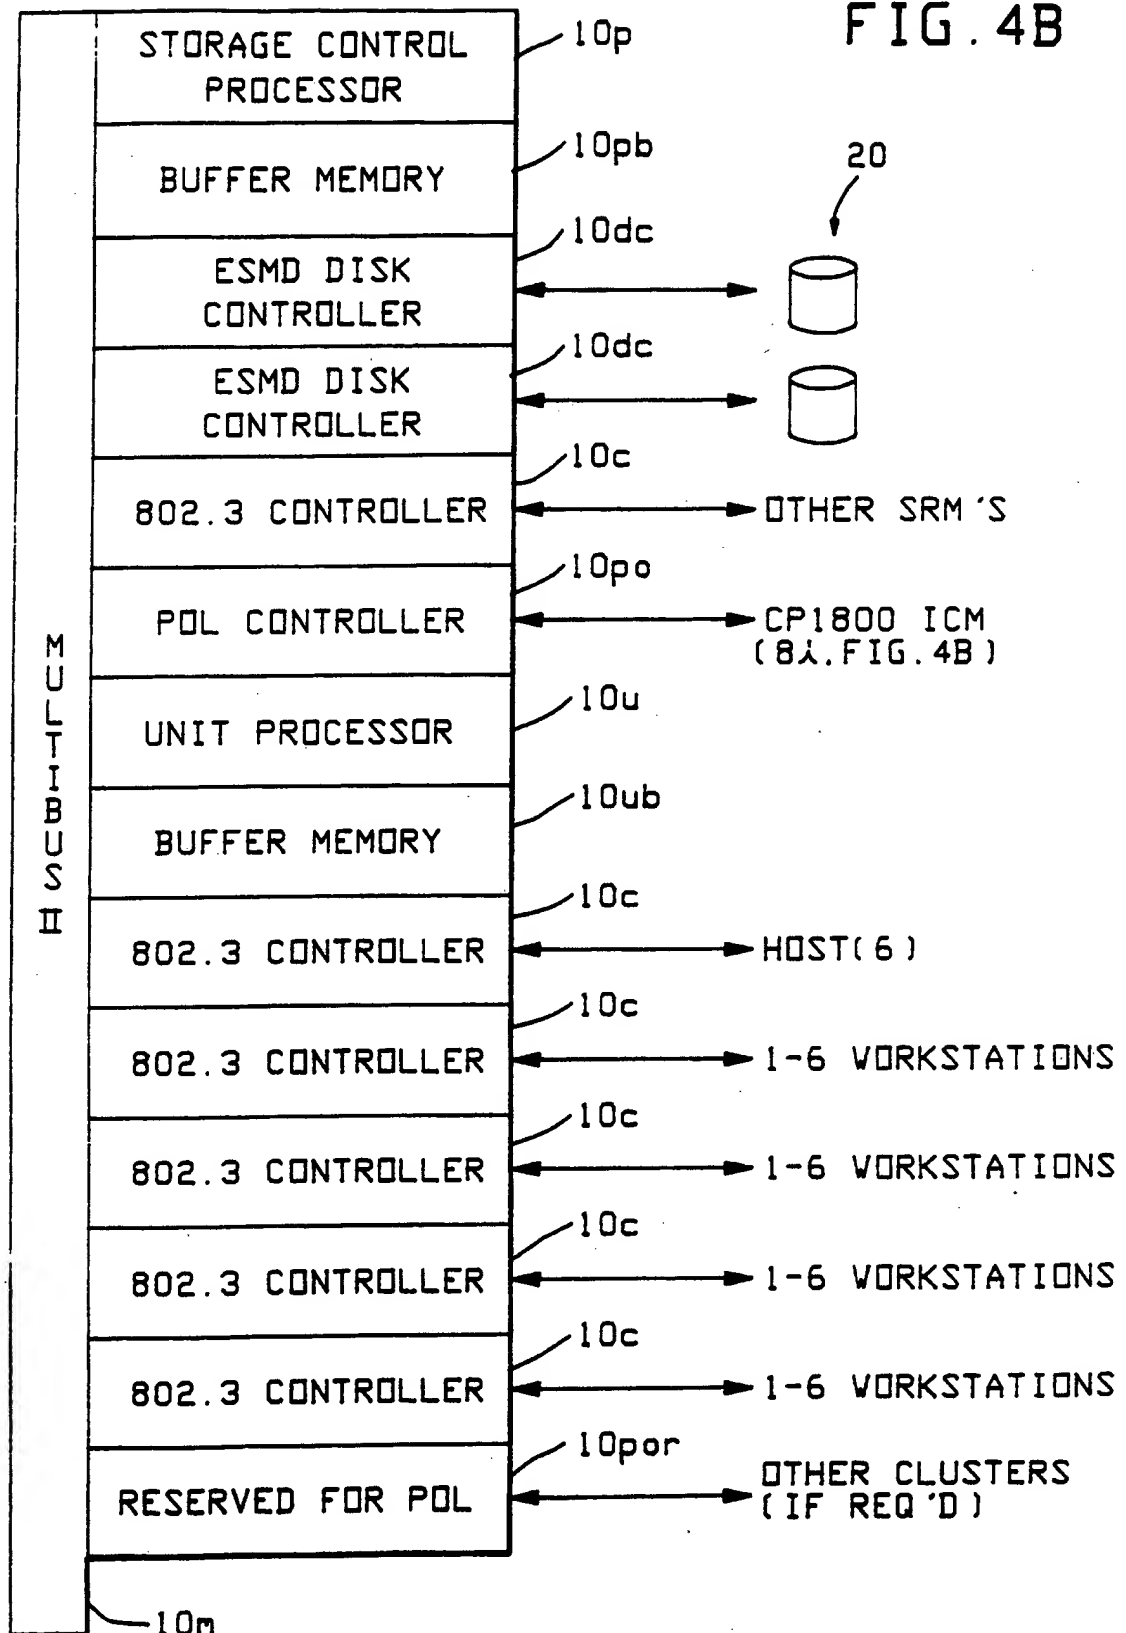 FIG. 4B
STORAGE CONTROL
PROCESSOR
10p
BUFFER MEMORY
10pb
20
ESMD DISK
CONTROLLER
10dc
ESMD DISK
CONTROLLER
10dc
802.3 CONTROLLER
10c
OTHER SRM'S
POL CONTROLLER
10po
CP1800 ICM
(8i.FIG.4B)
UNIT PROCESSOR
10u
BUFFER MEMORY
10ub
802.3 CONTROLLER
10c
HOST(6)
802.3 CONTROLLER
10c
1-6 WORKSTATIONS
802.3 CONTROLLER
10c
1-6 WORKSTATIONS
802.3 CONTROLLER
10c
1-6 WORKSTATIONS
802.3 CONTROLLER
10c
1-6 WORKSTATIONS
RESERVED FOR POL
10por
OTHER CLUSTERS
(IF REQ'D)
MULTIBUS II
10m